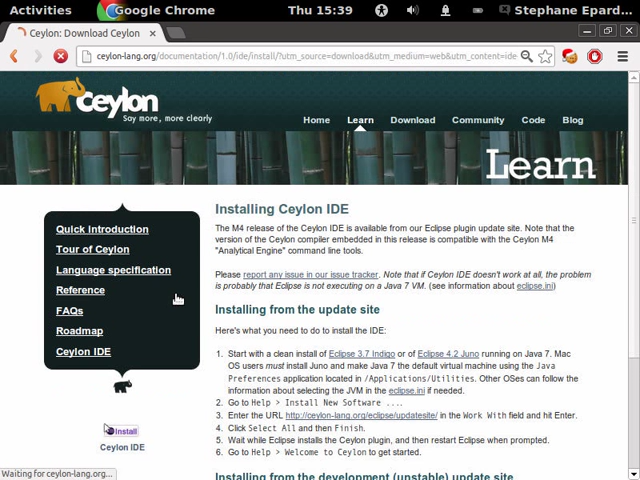 Activities
Google Chrome
Thu 15:39
Stephane Epard...
Ceylon: Download Ceylon
ceylon-lang.org/documentation/1.0/ide/install/?utm_source=download&utm_medium=web&utm_content=ide-
Ceylon
Say more, more clearly
Home Learn Download Community Code Blog
Learn
Quick Introduction
Tour of Ceylon
Language specification
Reference
FAQs
Roadmap
Ceylon IDE
Install
Ceylon IDE
Installing Ceylon IDE
The M4 release of the Ceylon IDE is available from our Eclipse plugin update site. Note that the
version of the Ceylon compiler embedded in this release is compatible with the Ceylon M4
"Analytical Engine" command line tools.
Please report any issue in our issue tracker. Note that if Ceylon IDE doesn't work at all, the problem
is probably that Eclipse is not executing on a Java 7 VM. (see information about eclipse.ini)
Installing from the update site
Here's what you need to do to install the IDE:
1. Start with a clean install of Eclipse 3.7 Indigo or of Eclipse 4.2 Juno running on Java 7. Mac
OS users must install Juno and make Java 7 the default virtual machine using the Java
Preferences application located in /Applications/Utilities. Other OSes can follow the
information about selecting the JVM in the eclipse.ini if needed.
2. Go to Help > Install New Software ....
3. Enter the URL http://ceylon-lang.org/eclipse/updatesite/ in the Work With field and hit Enter.
4. Click Select All and then Finish.
5. Wait while Eclipse installs the Ceylon plugin, and then restart Eclipse when prompted.
6. Go to Help > Welcome to Ceylon to get started.
Installing from the development (unstable) update site
Waiting for ceylon-lang.org...